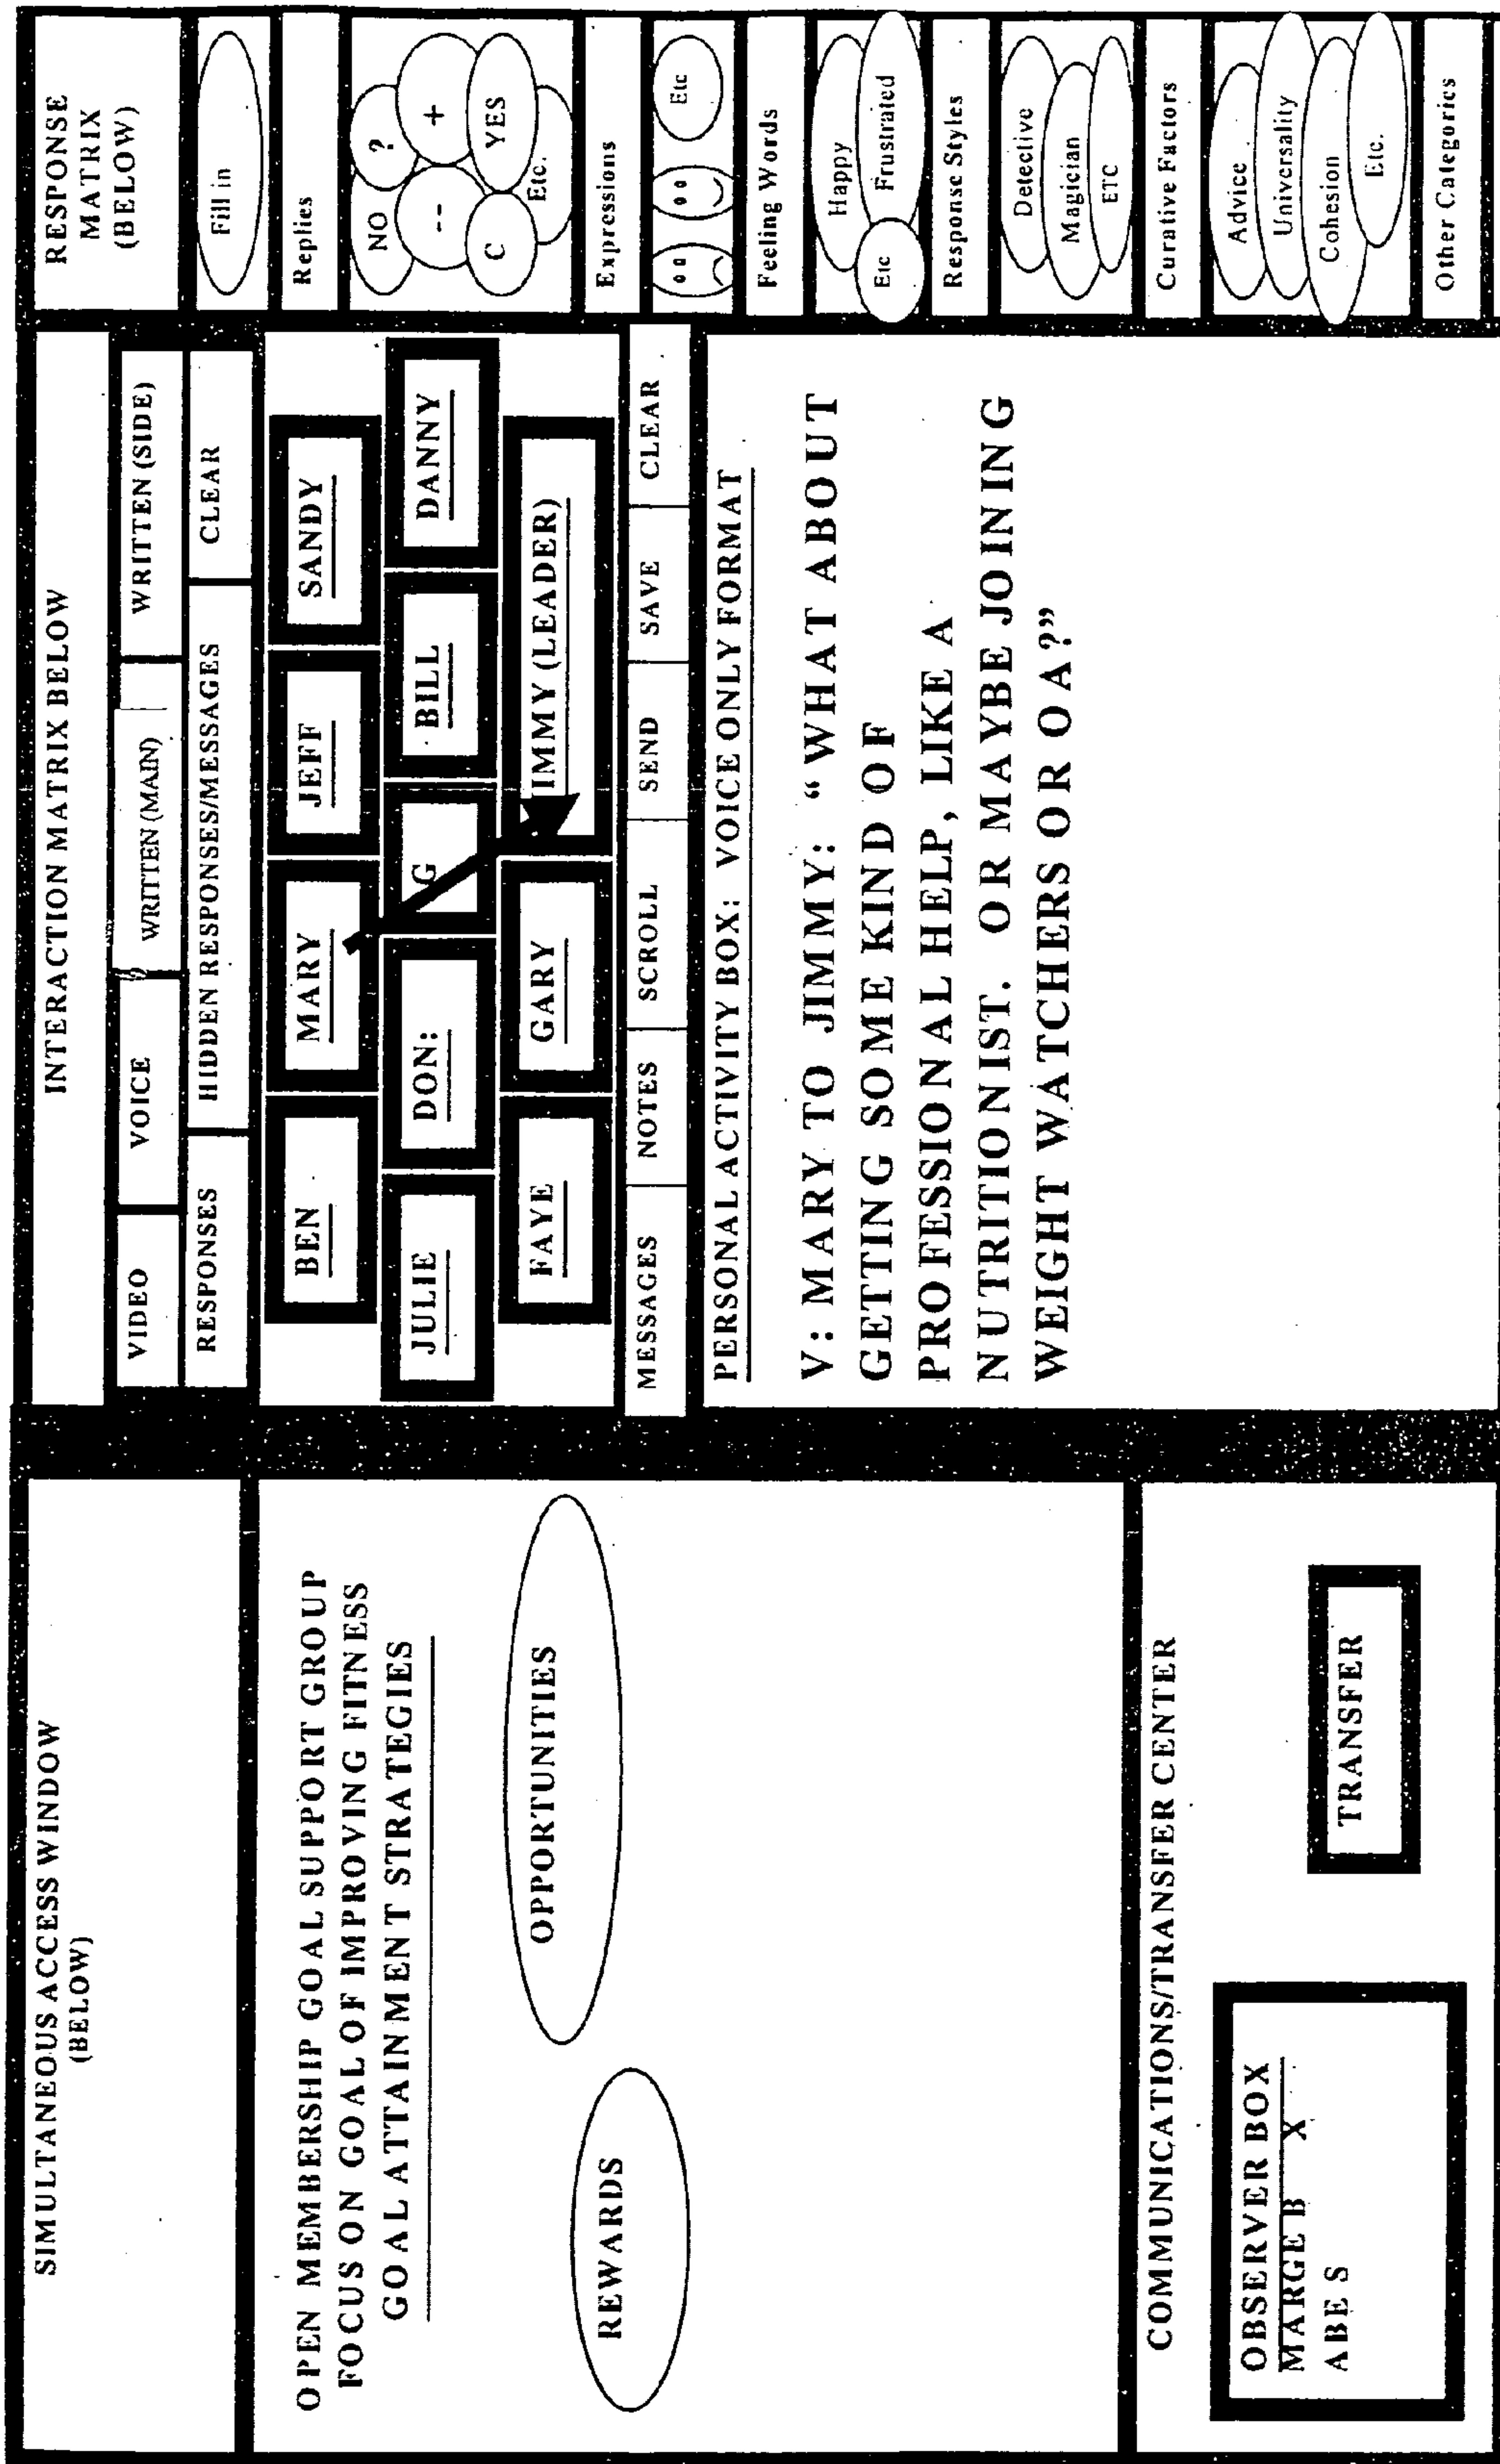 SIMULTANEOUS ACCESS WINDOW
(BELOW)
OPEN MEMBERSHIP GOAL SUPPORT GROUP
FOCUS ON GOAL OF IMPROVING FITNESS
GOAL ATTAINMENT STRATEGIES
REWARDS
OPPORTUNITIES
COMMUNICATIONS/TRANSFER CENTER
OBSERVER BOX
MARGE B X
ABE S
TRANSFER
INTERACTION MATRIX BELOW
VIDEO VOICE WRITTEN (MAIN) WRITTEN (SIDE)
RESPONSES HIDDEN RESPONSES/MESSAGES CLEAR
BEN MARY JEFF SANDY
JULIE DON: G BILL DANNY
FAYE GARY IMMY (LEADER)
MESSAGES NOTES SCROLL SEND SAVE CLEAR
PERSONAL ACTIVITY BOX: VOICE ONLY FORMAT
V: MARY TO JIMMY: "WHAT ABOUT
GETTING SOME KIND OF
PROFESSIONAL HELP, LIKE A
NUTRITIONIST. OR MAYBE JOINING
WEIGHT WATCHERS OR OA?"
RESPONSE
MATRIX
(BELOW)
Fill in
Replies
NO ?
-- +
C YES
Etc.
Expressions
Etc
Feeling Words
Happy
Etc Frustrated
Response Styles
Detective
Magician
ETC
Curative Factors
Advice
Universality
Cohesion
Etc.
Other Categories